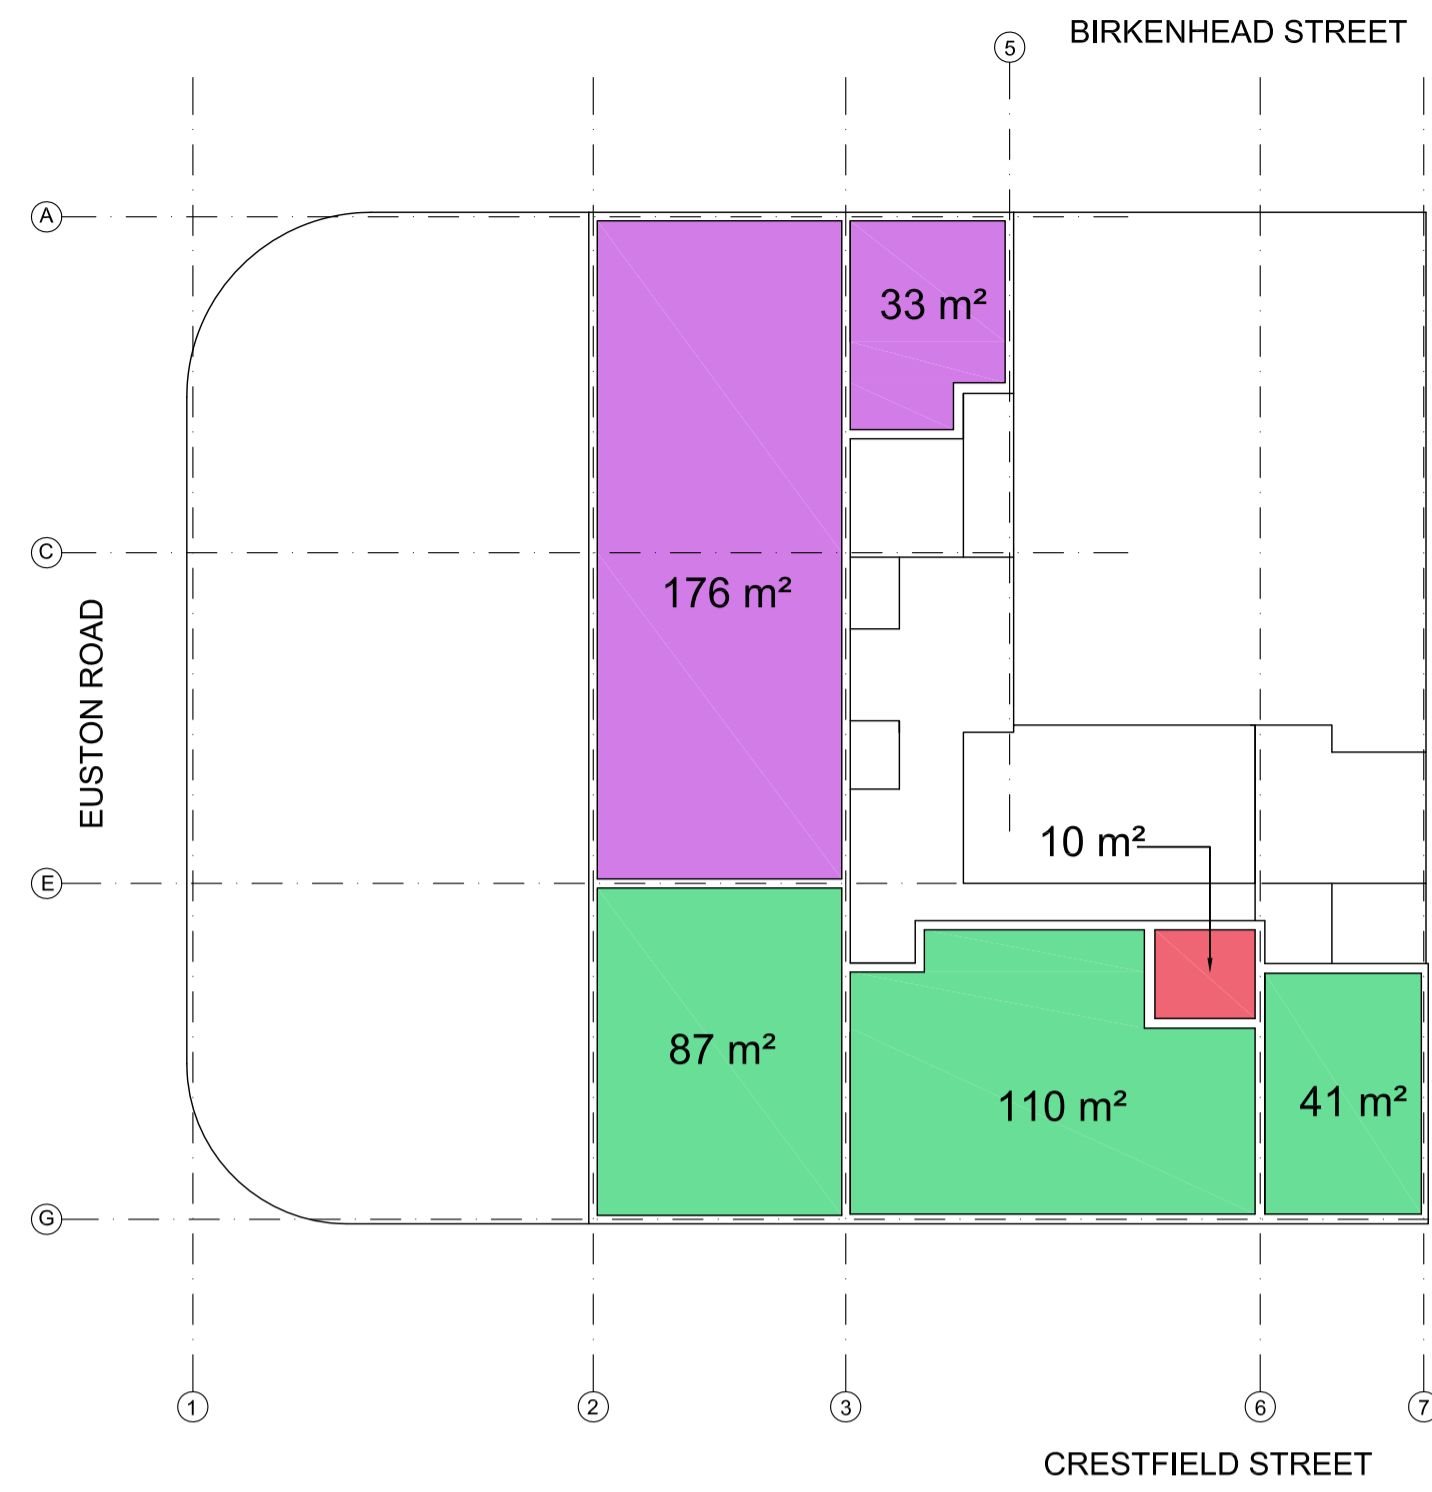 BIRKENHEAD STREET
5
A
33 m²
C
176 m²
EUSTON ROAD
10 m²
E
87 m²
110 m²
41 m²
G
1
2
3
6
7
CRESTFIELD STREET